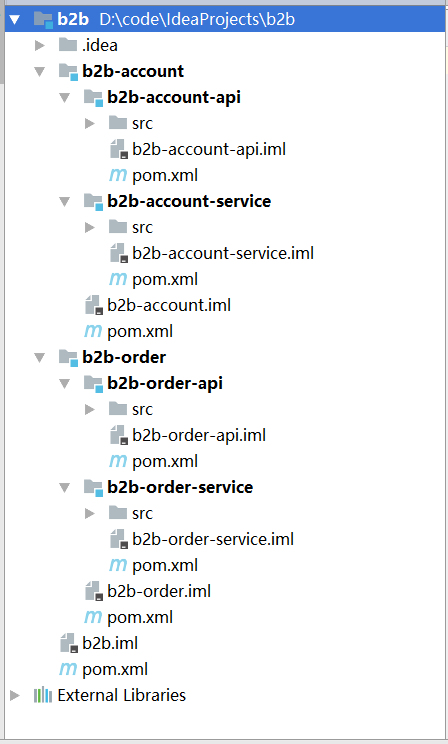 b2b D:\code\IdeaProjects\b2b
.idea
b2b-account
b2b-account-api
src
b2b-account-api.iml
pom.xml
b2b-account-service
src
b2b-account-service.iml
pom.xml
b2b-account.iml
pom.xml
b2b-order
b2b-order-api
src
b2b-order-api.iml
pom.xml
b2b-order-service
src
b2b-order-service.iml
pom.xml
b2b-order.iml
pom.xml
b2b.iml
pom.xml
External Libraries